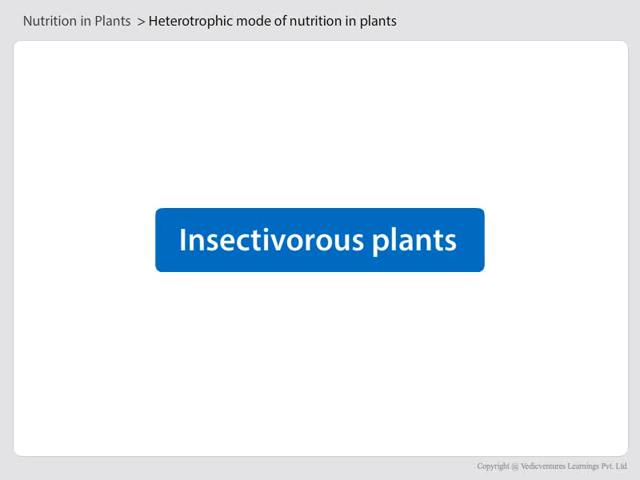 Nutrition in Plants > Heterotrophic mode of nutrition in plants
Insectivorous plants
Copyright @ Vedicventures Learnings Pvt. Ltd